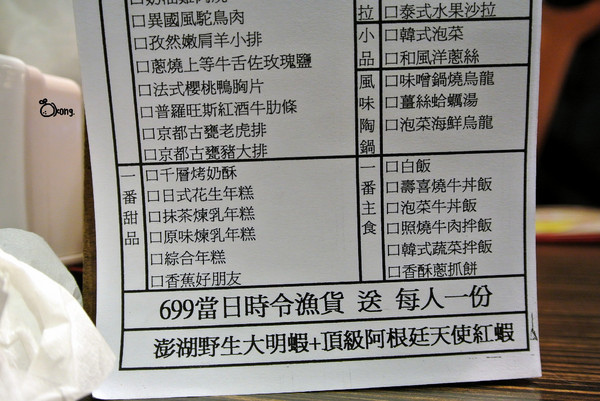 □異國風駝鳥肉
□孜然嫩肩羊小排
□蔥燒上等牛舌佐玫瑰鹽
□法式櫻桃鴨胸片
□普羅旺斯紅酒牛肋條
□京都古甕老虎排
□京都古甕豬大排
一番甜品
□千層烤奶酥
□日式花生年糕
□抹茶煉乳年糕
□原味煉乳年糕
□綜合年糕
□香蕉好朋友
拉
□泰式水果沙拉
小品
□韓式泡菜
□和風洋蔥絲
風味陶鍋
□味噌鍋燒烏龍
□薑絲蛤蠣湯
□泡菜海鮮烏龍
一番主食
□白飯
□壽喜燒牛丼飯
□泡菜牛丼飯
□照燒牛肉拌飯
□韓式蔬菜拌飯
□香酥蔥抓餅
699當日時令漁貨 送 每人一份
澎湖野生大明蝦+頂級阿根廷天使紅蝦
okong.